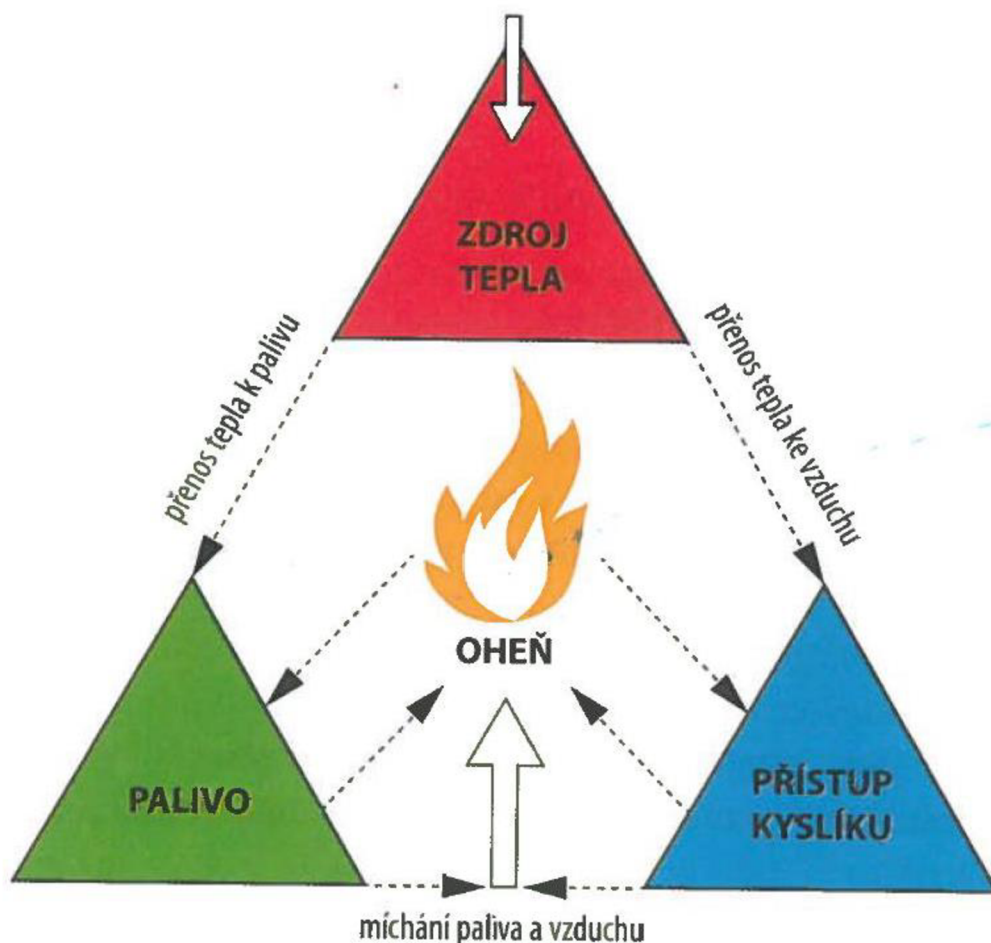 ZDROJ
TEPLA
přenos tepla k palivu
přenos tepla ke vzduchu
OHEŇ
PALIVO
PŘÍSTUP
KYSLÍKU
míchání paliva a vzduchu